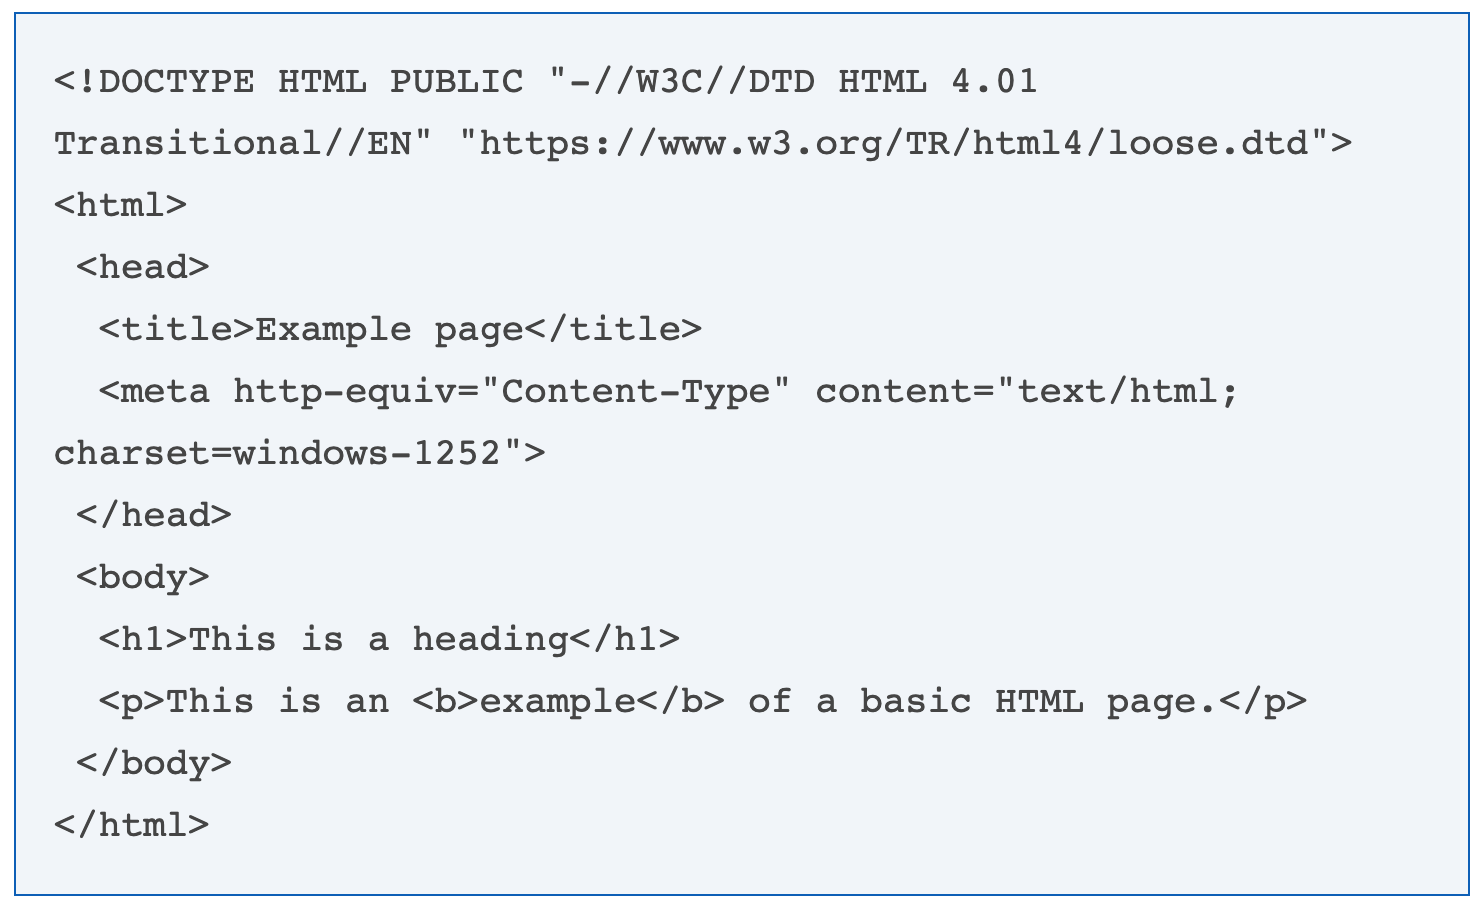 <!DOCTYPE HTML PUBLIC "-//W3C//DTD HTML 4.01
Transitional//EN" "https://www.w3.org/TR/html4/loose.dtd">
<html>
 <head>
  <title>Example page</title>
  <meta http-equiv="Content-Type" content="text/html;
charset=windows-1252">
 </head>
 <body>
  <h1>This is a heading</h1>
  <p>This is an <b>example</b> of a basic HTML page.</p>
 </body>
</html>